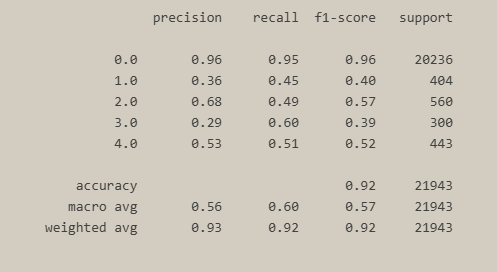 precision recall f1-score support
0.0 0.96 0.95 0.96 20236
1.0 0.36 0.45 0.40 404
2.0 0.68 0.49 0.57 560
3.0 0.29 0.60 0.39 300
4.0 0.53 0.51 0.52 443
accuracy 0.92 21943
macro avg 0.56 0.60 0.57 21943
weighted avg 0.93 0.92 0.92 21943